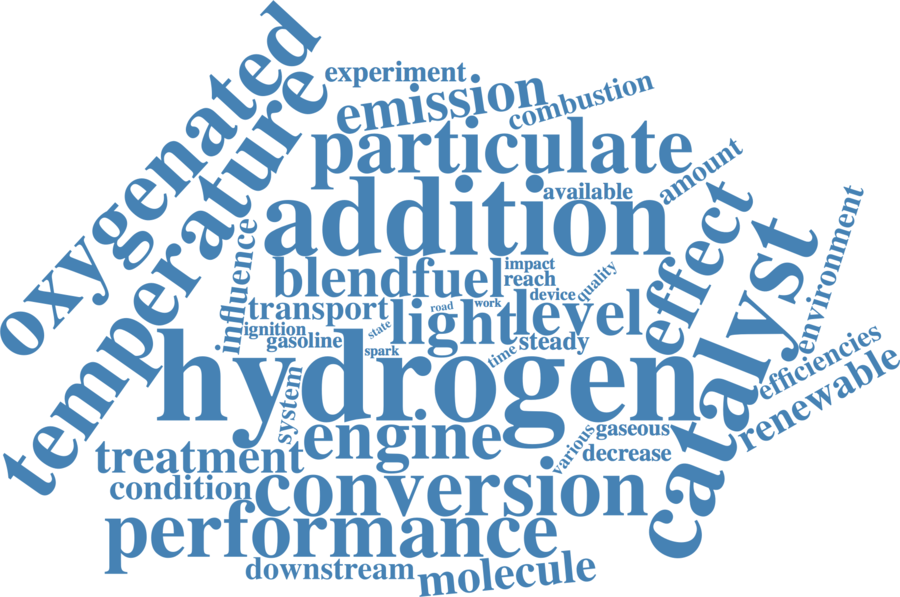 oxygenated
temperature
experiment
emission
combustion
particulate
amount
available
addition
effect
catalyst
environment
influence
blendfuel
impact
reach
quality
device
transport
road
work
light
level
ignition
state
gasoline
steady
spark
time
hydrogen
efficiencies
renewable
system
engine
gaseous
various
decrease
treatment
condition
conversion
performance
downstream
molecule